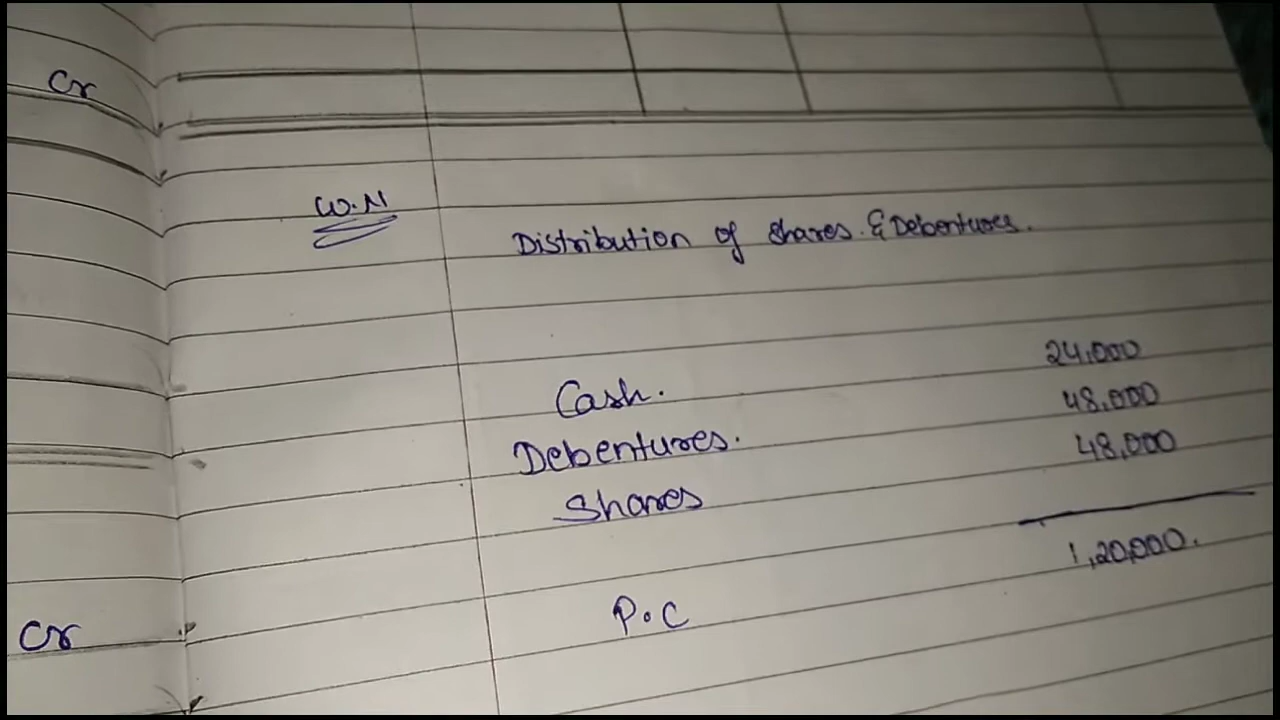 Cr
W.N
Distribution of shares & Debentures.
Cash. 24,000
Debentures. 48,000
Shares 48,000
P.C 1,20,000.
Cr